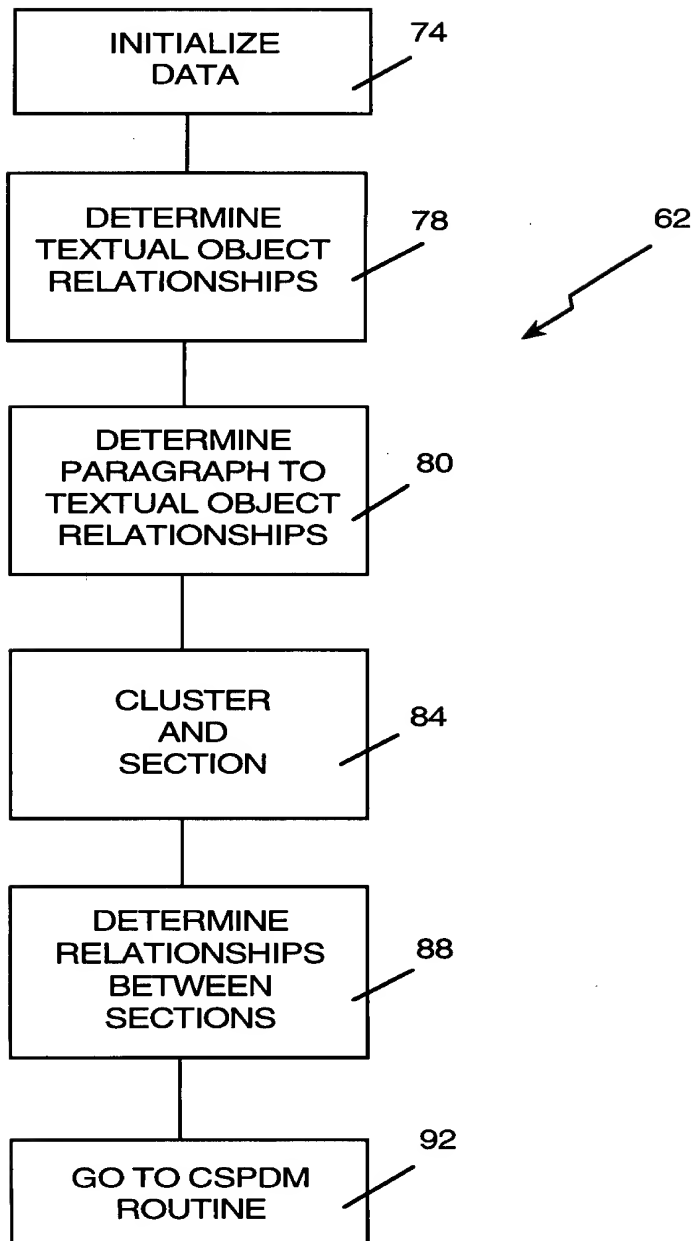 INITIALIZE
DATA
74
DETERMINE
TEXTUAL OBJECT
RELATIONSHIPS
78
62
DETERMINE
PARAGRAPH TO
TEXTUAL OBJECT
RELATIONSHIPS
80
CLUSTER
AND
SECTION
84
DETERMINE
RELATIONSHIPS
BETWEEN
SECTIONS
88
GO TO CSPDM
ROUTINE
92